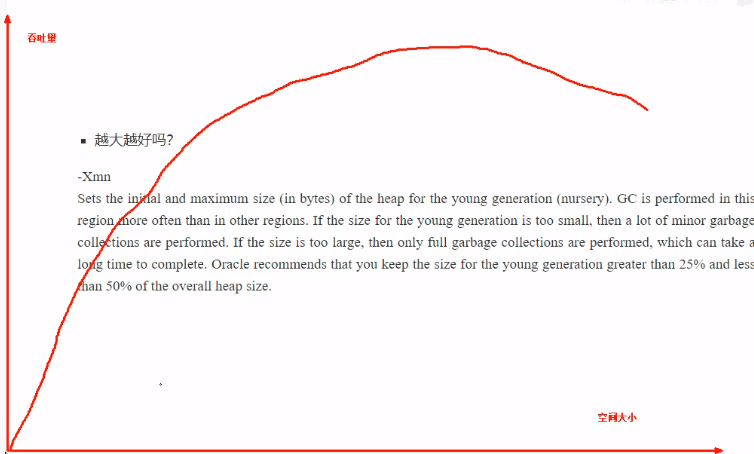 吞吐量
▪ 越大越好吗?
-Xmn
Sets the initial and maximum size (in bytes) of the heap for the young generation (nursery). GC is performed in this
region more often than in other regions. If the size for the young generation is too small, then a lot of minor garbage
collections are performed. If the size is too large, then only full garbage collections are performed, which can take a
long time to complete. Oracle recommends that you keep the size for the young generation greater than 25% and less
than 50% of the overall heap size.
空间大小